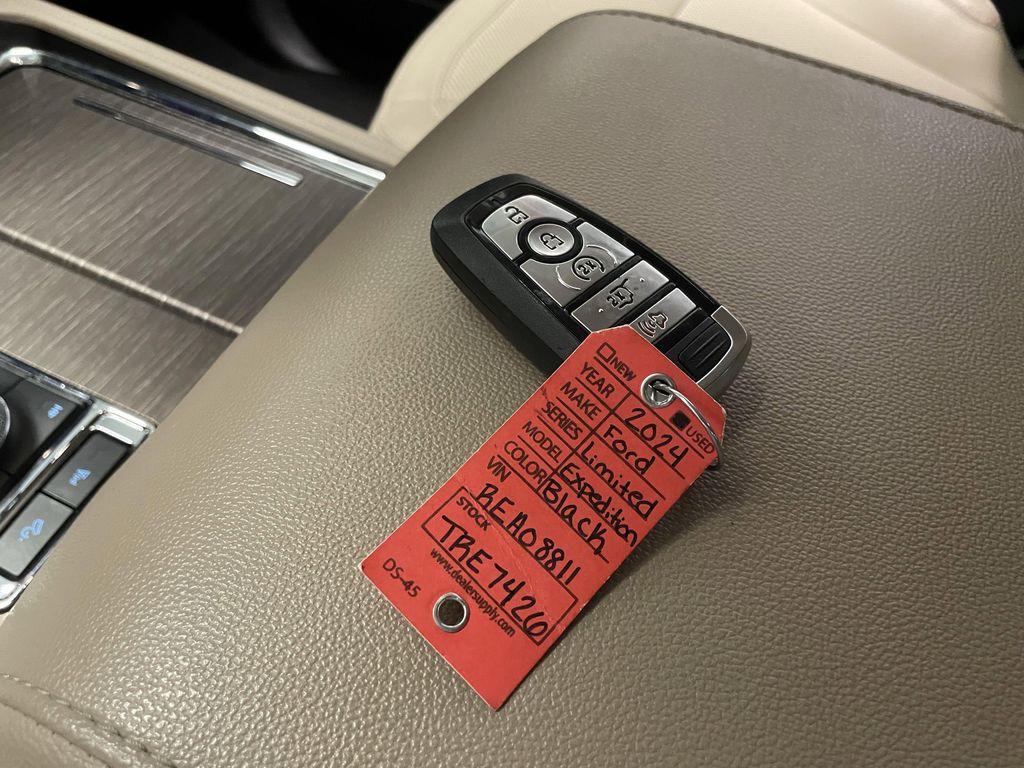 NEW
USED
YEAR 2024
MAKE Ford
SERIES Limited
MODEL Expedition
COLOR Black
VIN REA08811
STOCK
TRE7426
www.dealersupply.com
DS-45